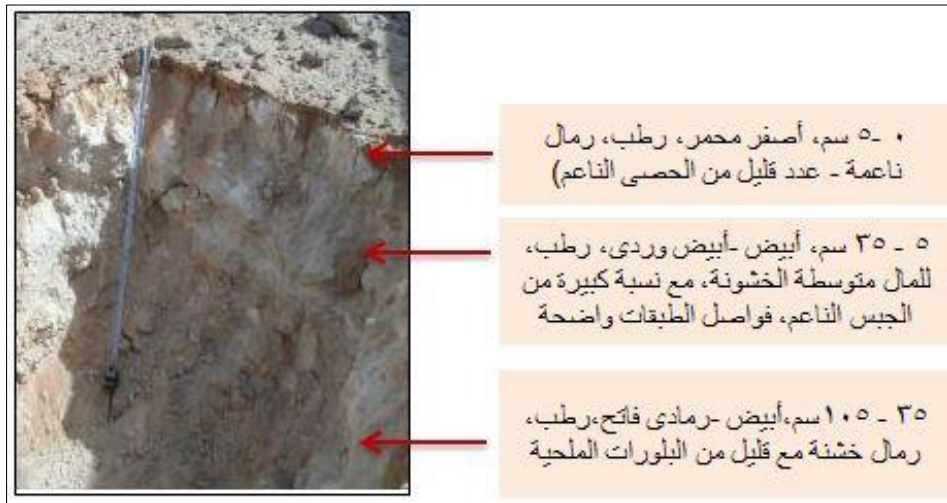 ٠ -٥ سم، أصفر محمر، رطب، رمال
ناعمة - عدد قليل من الحصى الناعم)
٥ - ٣٥ سم، أبيض -أبيض وردى، رطب،
للمال متوسطة الخشونة، مع نسبة كبيرة من
الجبس الناعم، فواصل الطبقات واضحة
٣٥ - ١٠٥ سم،أبيض -رمادى فاتح،رطب،
رمال خشنة مع قليل من البلورات الملحية